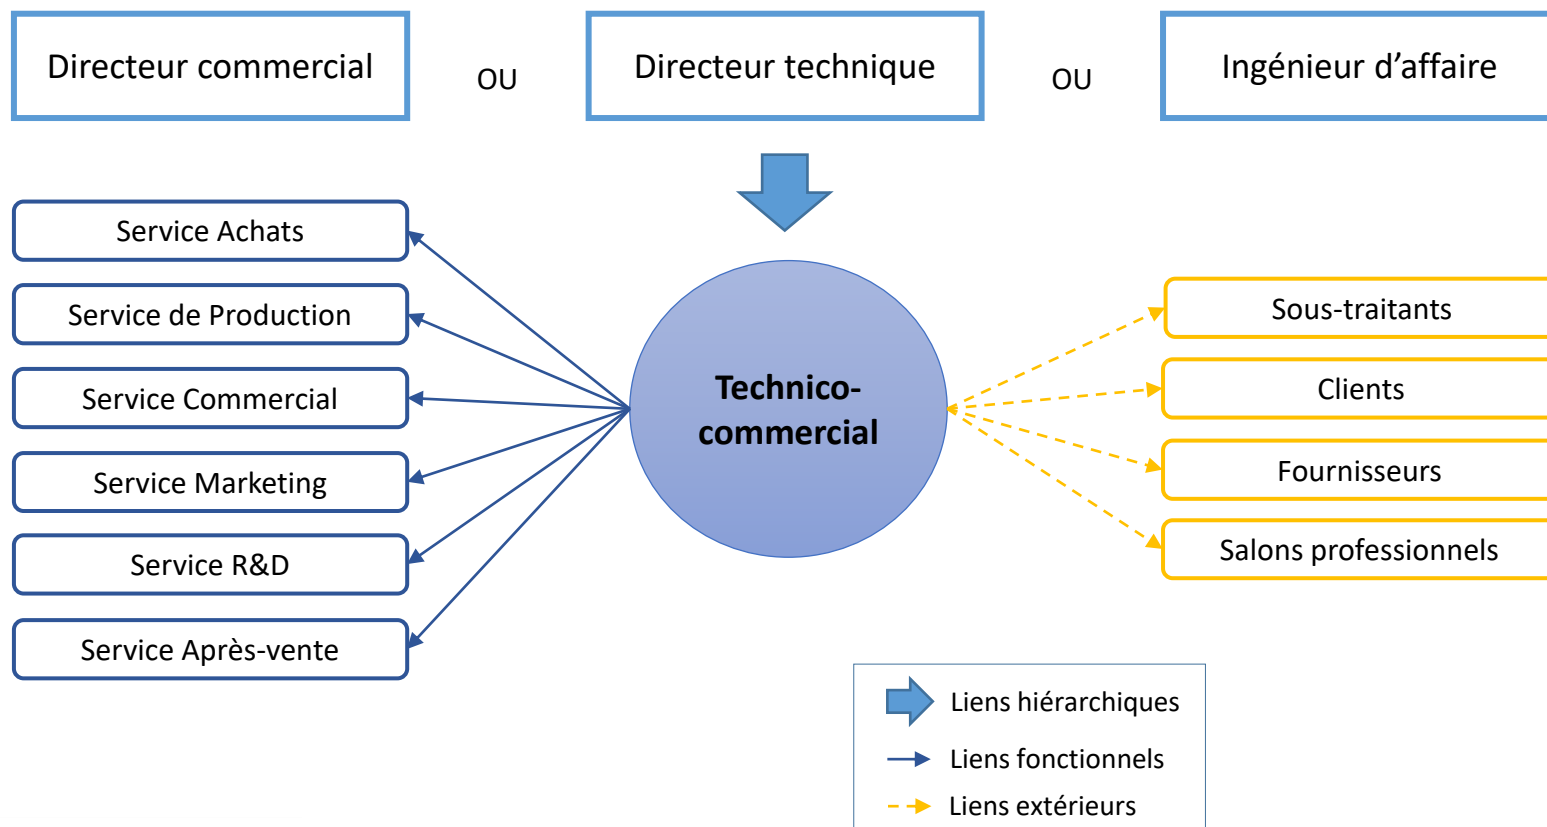 Directeur commercial
OU
Directeur technique
OU
Ingénieur d’affaire
Service Achats
Service de Production
Service Commercial
Service Marketing
Service R&D
Service Après-vente
Technico-
commercial
Sous-traitants
Clients
Fournisseurs
Salons professionnels
Liens hiérarchiques
Liens fonctionnels
Liens extérieurs